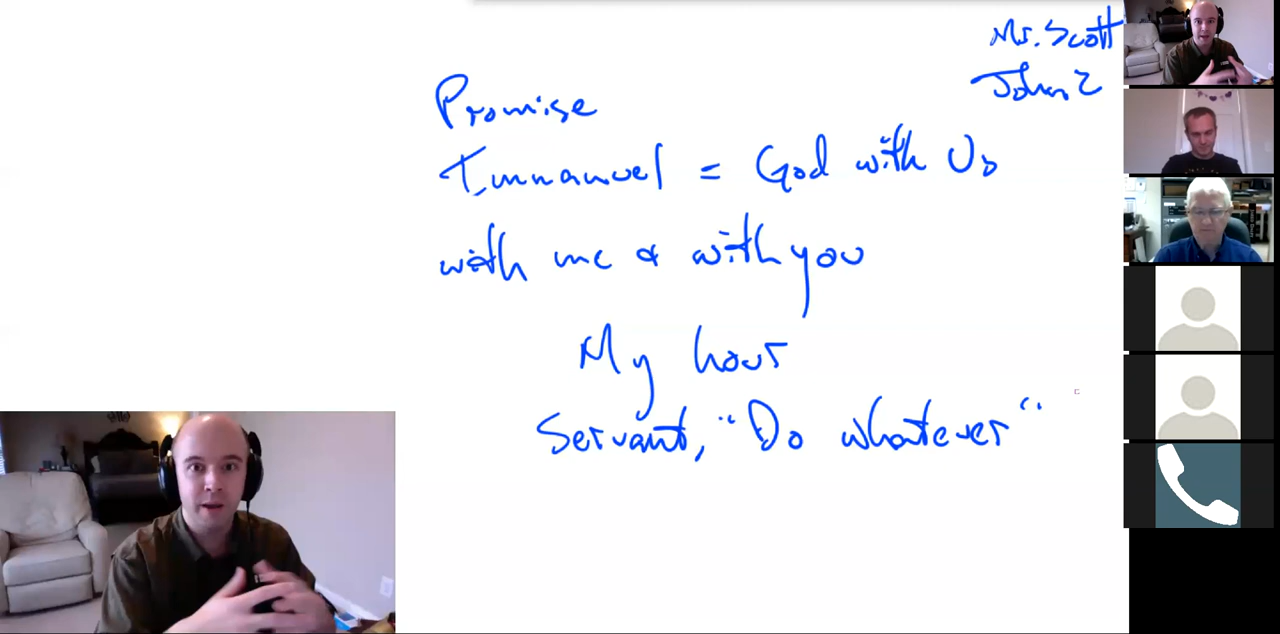 Mr. Scott
John 2
Promise
Immanuel = God with Us
with me & with you
My hour
Servant, "Do whatever"